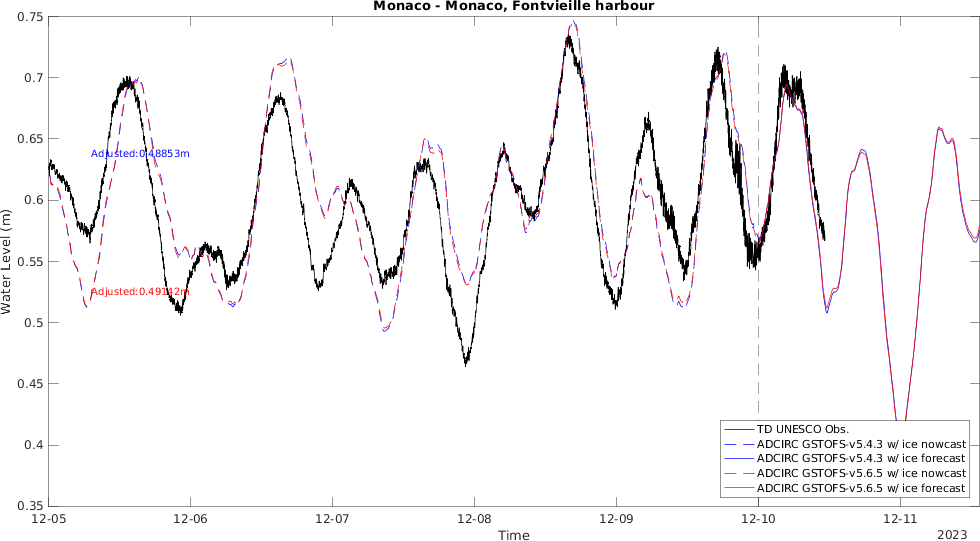 Monaco - Monaco, Fontvieille harbour
0.75
0.7
0.65
0.6
0.55
0.5
0.45
0.4
0.35
Water Level (m)
Adjusted:0.48853m
Adjusted:0.49142m
TD UNESCO Obs.
ADCIRC GSTOFS-v5.4.3 w/ ice nowcast
ADCIRC GSTOFS-v5.4.3 w/ ice forecast
ADCIRC GSTOFS-v5.6.5 w/ ice nowcast
ADCIRC GSTOFS-v5.6.5 w/ ice forecast
12-05 12-06 12-07 12-08 12-09 12-10 12-11
Time
2023